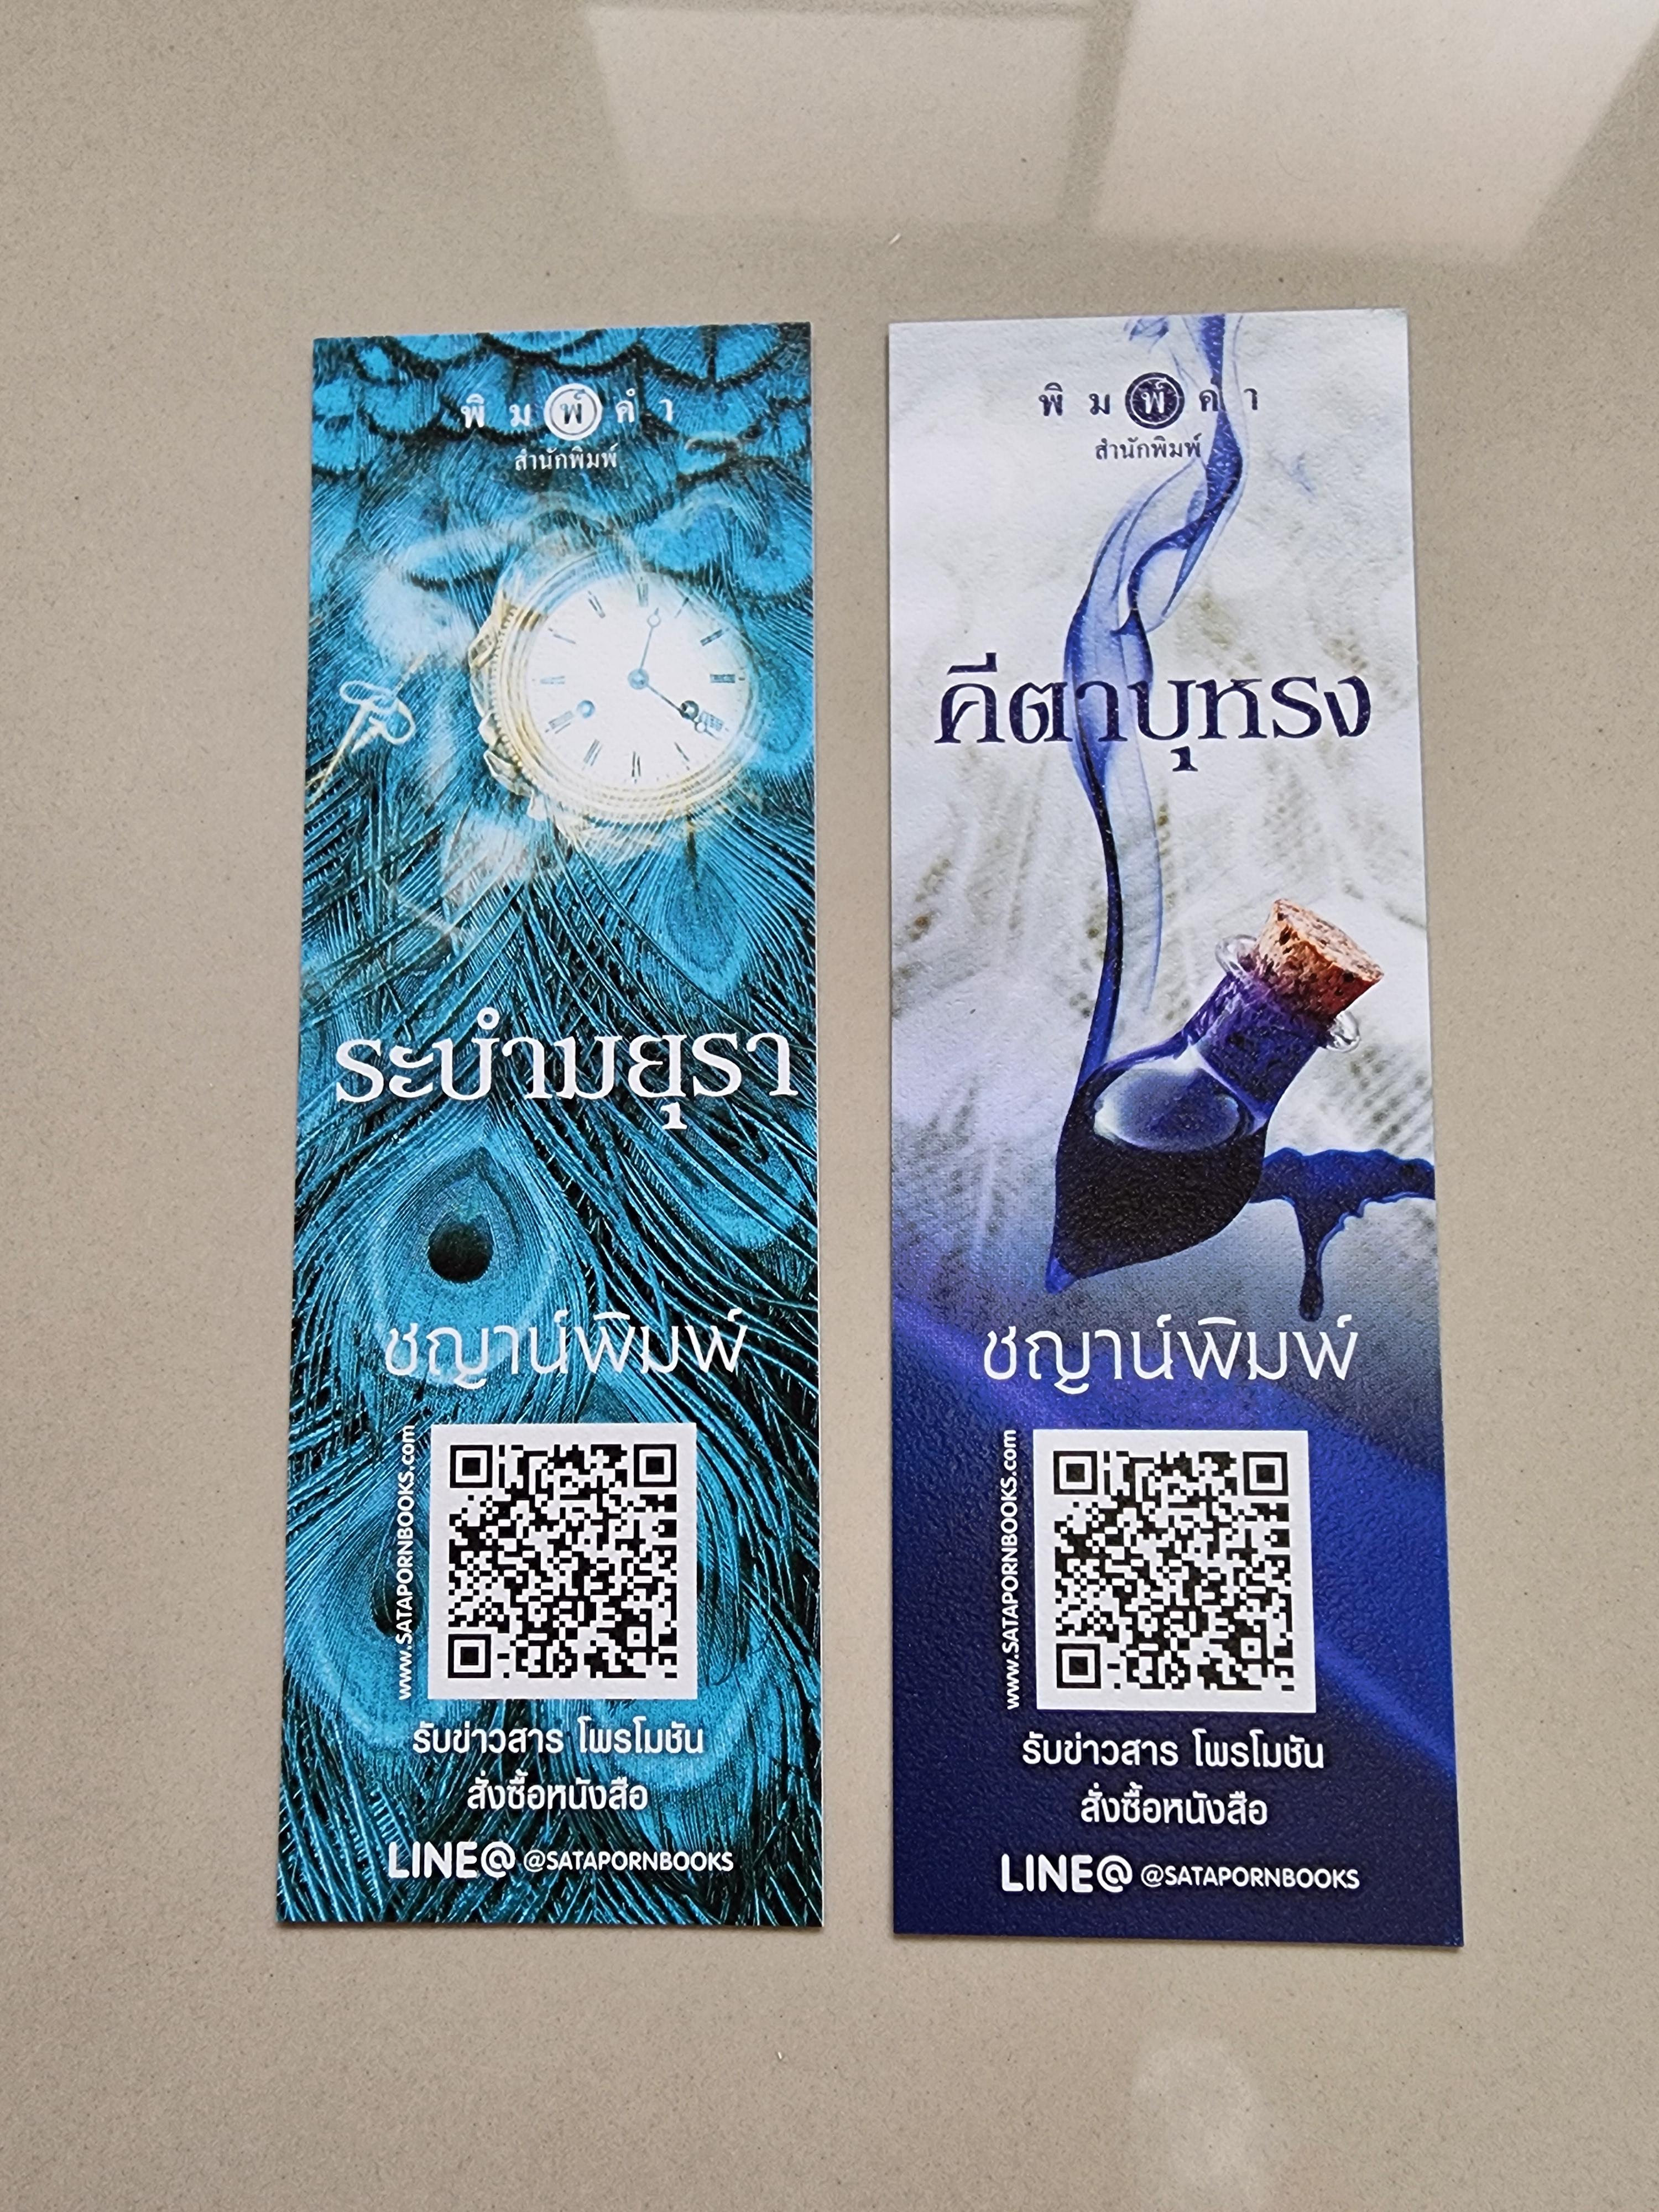 พิมพ์คำ
สำนักพิมพ์
ระบำมยุรา
ชญาน์พิมพ์
www.SATAPORNBOOKS.com
รับข่าวสาร โพรโมชัน
สั่งซื้อหนังสือ
LINE@ @SATAPORNBOOKS
พิมพ์คำ
สำนักพิมพ์
คีตาบุหรง
ชญาน์พิมพ์
www.SATAPORNBOOKS.com
รับข่าวสาร โพรโมชัน
สั่งซื้อหนังสือ
LINE@ @SATAPORNBOOKS